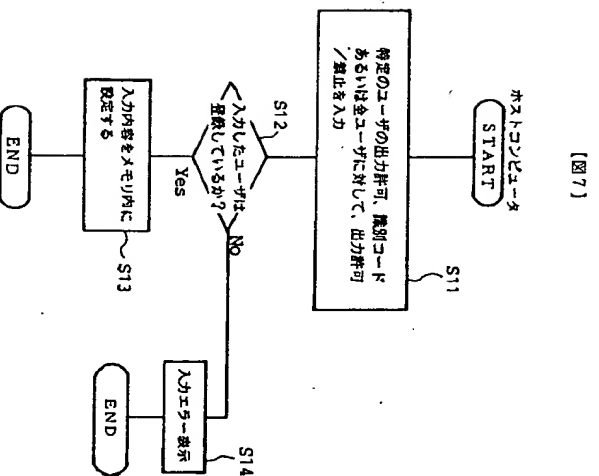 【図7】
ホストコンピュータ
START
特定のユーザの出力許可、識別コード
あるいは全ユーザに対して、出力許可
/禁止を入力
S11
S12
入力したユーザは
登録しているか?
No
Yes
入力内容をメモリ内に
設定する
S13
END
入力エラー表示
S14
END